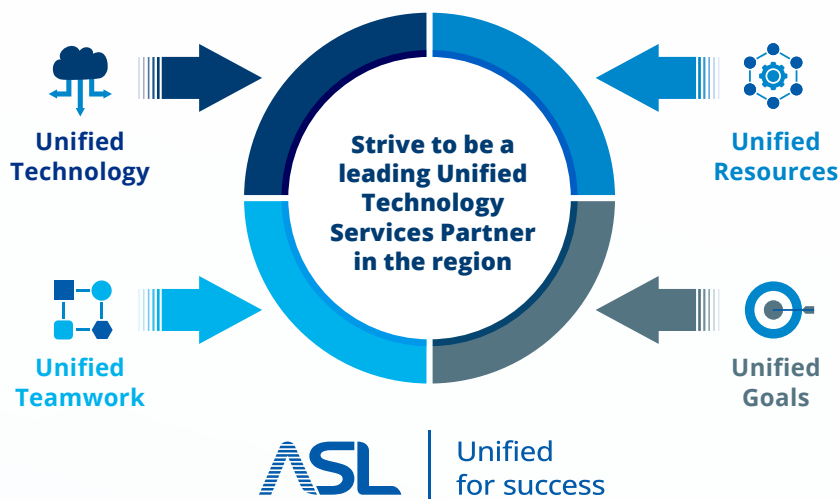 Unified
Technology
Strive to be a
leading Unified
Technology
Services Partner
in the region
Unified
Resources
Unified
Teamwork
Unified
Goals
ASL
Unified
for success